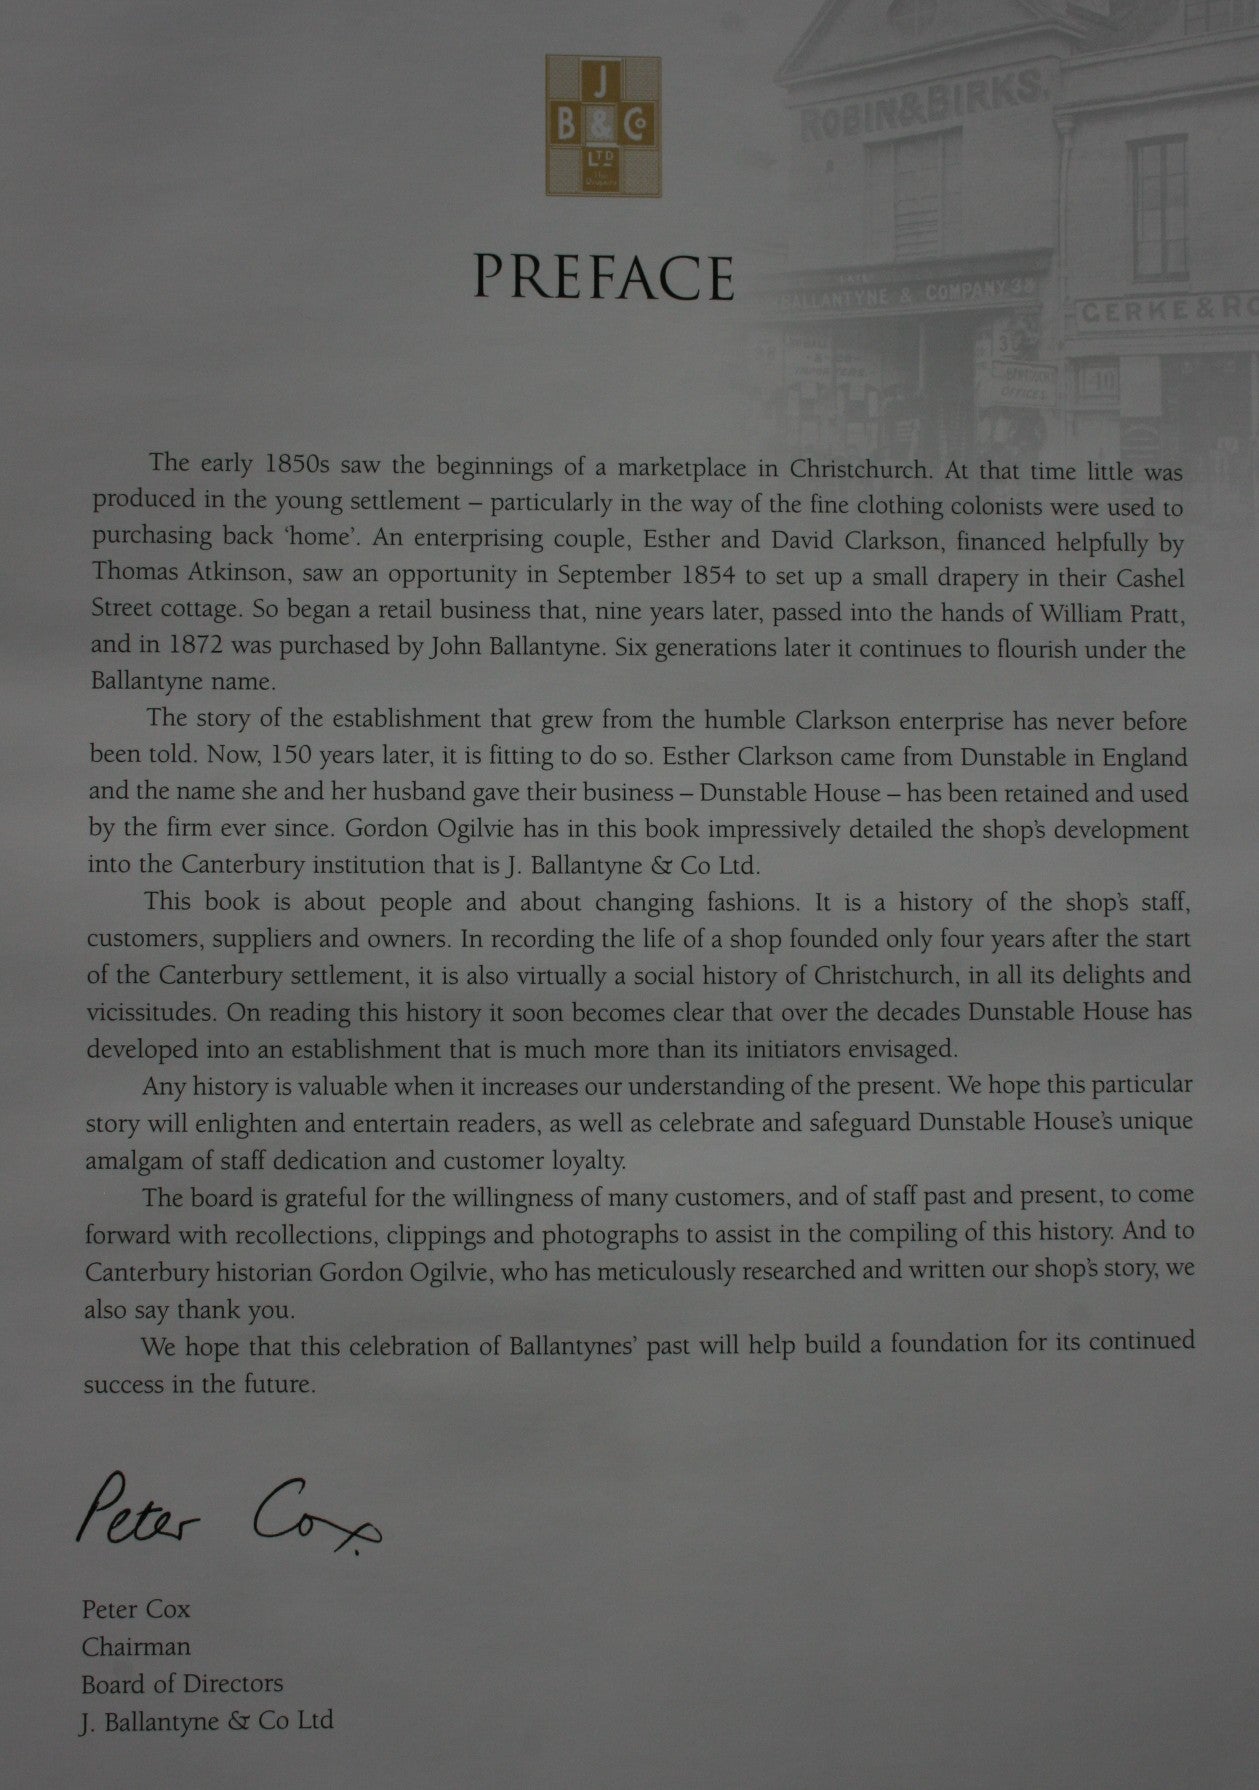 J
B & Co
LTD
ROBIN & BIRKS.
PREFACE
LATE
BALLANTYNE & COMPANY 38
GERKE & RO
38
OFFICES
40
The early 1850s saw the beginnings of a marketplace in Christchurch. At that time little was
produced in the young settlement – particularly in the way of the fine clothing colonists were used to
purchasing back ‘home’. An enterprising couple, Esther and David Clarkson, financed helpfully by
Thomas Atkinson, saw an opportunity in September 1854 to set up a small drapery in their Cashel
Street cottage. So began a retail business that, nine years later, passed into the hands of William Pratt,
and in 1872 was purchased by John Ballantyne. Six generations later it continues to flourish under the
Ballantyne name.
The story of the establishment that grew from the humble Clarkson enterprise has never before
been told. Now, 150 years later, it is fitting to do so. Esther Clarkson came from Dunstable in England
and the name she and her husband gave their business – Dunstable House – has been retained and used
by the firm ever since. Gordon Ogilvie has in this book impressively detailed the shop’s development
into the Canterbury institution that is J. Ballantyne & Co Ltd.
This book is about people and about changing fashions. It is a history of the shop’s staff,
customers, suppliers and owners. In recording the life of a shop founded only four years after the start
of the Canterbury settlement, it is also virtually a social history of Christchurch, in all its delights and
vicissitudes. On reading this history it soon becomes clear that over the decades Dunstable House has
developed into an establishment that is much more than its initiators envisaged.
Any history is valuable when it increases our understanding of the present. We hope this particular
story will enlighten and entertain readers, as well as celebrate and safeguard Dunstable House’s unique
amalgam of staff dedication and customer loyalty.
The board is grateful for the willingness of many customers, and of staff past and present, to come
forward with recollections, clippings and photographs to assist in the compiling of this history. And to
Canterbury historian Gordon Ogilvie, who has meticulously researched and written our shop’s story, we
also say thank you.
We hope that this celebration of Ballantynes’ past will help build a foundation for its continued
success in the future.
Peter Cox
Peter Cox
Chairman
Board of Directors
J. Ballantyne & Co Ltd